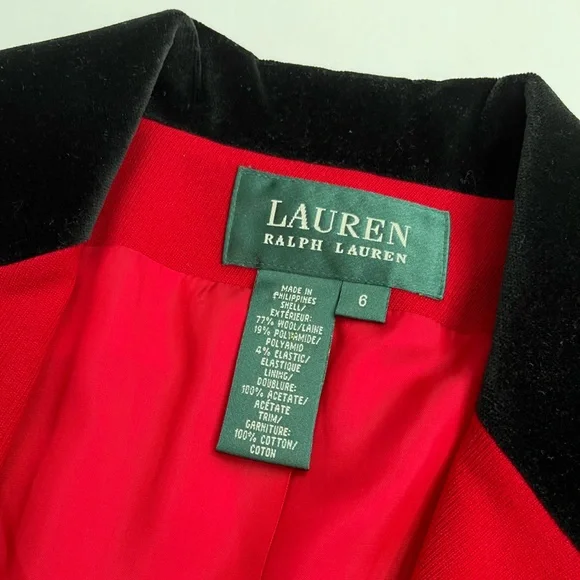 LAUREN
RALPH LAUREN
6
MADE IN
PHILIPPINES
SHELL/
EXTÉRIEUR:
77% WOOL/LAINE
19% POLYAMIDE/
POLYAMID
4% ELASTIC/
ELASTIQUE
LINING/
DOUBLURE:
100% ACETATE/
ACÉTATE
TRIM/
GARNITURE:
100% COTTON/
COTON